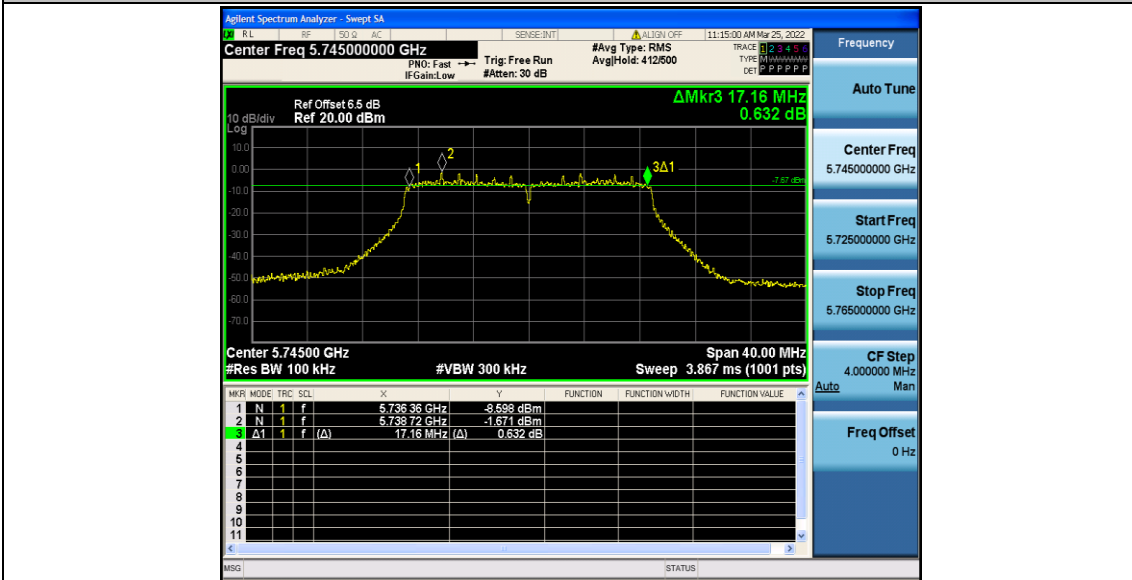 Agilent Spectrum Analyzer - Swept SA
RL RF 50 Ω AC SENSE:INT ALIGN OFF 11:15:00 AM Mar 25, 2022
Center Freq 5.745000000 GHz
PNO: Fast
IFGain:Low
Trig: Free Run
#Atten: 30 dB
#Avg Type: RMS
Avg|Hold: 412/500
TRACE 1 2 3 4 5 6
TYPE M
DET P P P P P P
ΔMkr3 17.16 MHz
0.632 dB
Ref Offset 6.5 dB
10 dB/div Ref 20.00 dBm
Log
10.0
0.00
-10.0
-20.0
-30.0
-40.0
-50.0
-60.0
-70.0
1
2
3Δ1
-7.67 dBm
Center 5.74500 GHz Span 40.00 MHz
#Res BW 100 kHz #VBW 300 kHz Sweep 3.867 ms (1001 pts)
MKR MODE TRC SCL X Y FUNCTION FUNCTION WIDTH FUNCTION VALUE
1 N 1 f 5.736 36 GHz -8.598 dBm
2 N 1 f 5.738 72 GHz -1.671 dBm
3 Δ1 1 f (Δ) 17.16 MHz (Δ) 0.632 dB
4
5
6
7
8
9
10
11
MSG STATUS
Frequency
Auto Tune
Center Freq
5.745000000 GHz
Start Freq
5.725000000 GHz
Stop Freq
5.765000000 GHz
CF Step
4.000000 MHz
Auto Man
Freq Offset
0 Hz